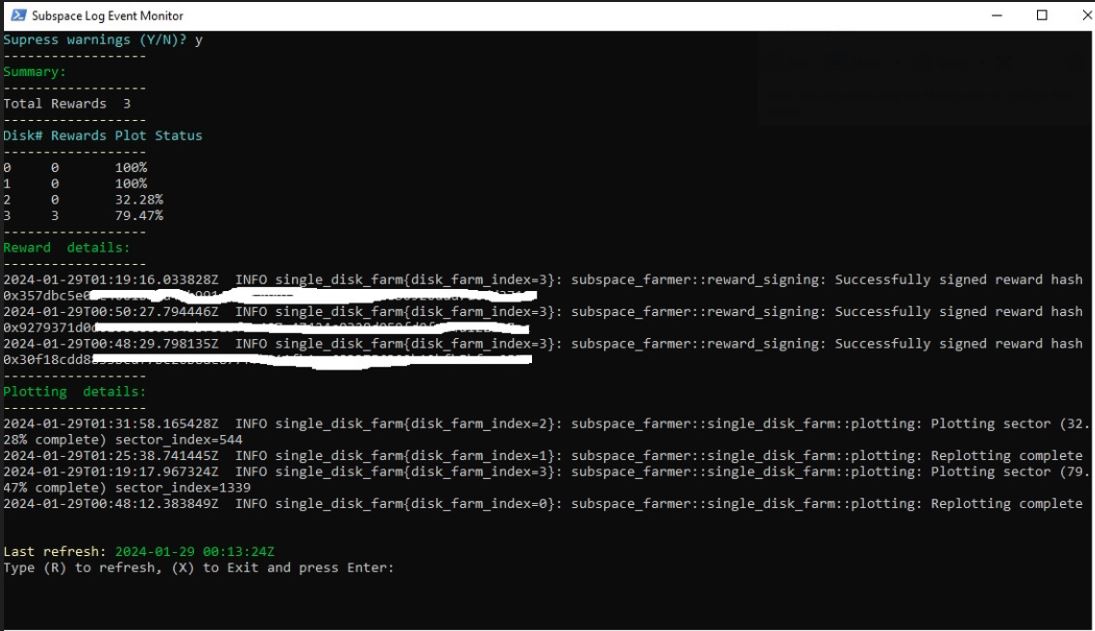 Subspace Log Event Monitor
Supress warnings (Y/N)? y
------------------
Summary:
------------------
Total Rewards  3
------------------
Disk# Rewards Plot Status
------------------
0     0       100%
1     0       100%
2     0       32.28%
3     3       79.47%
------------------
Reward  details:
------------------
2024-01-29T01:19:16.033828Z  INFO single_disk_farm{disk_farm_index=3}: subspace_farmer::reward_signing: Successfully signed reward hash
0x357dbc5e0
2024-01-29T00:50:27.794446Z  INFO single_disk_farm{disk_farm_index=3}: subspace_farmer::reward_signing: Successfully signed reward hash
0x9279371d0
2024-01-29T00:48:29.798135Z  INFO single_disk_farm{disk_farm_index=3}: subspace_farmer::reward_signing: Successfully signed reward hash
0x30f18cdd8
------------------
Plotting  details:
------------------
2024-01-29T01:31:58.165428Z  INFO single_disk_farm{disk_farm_index=2}: subspace_farmer::single_disk_farm::plotting: Plotting sector (32.
28% complete) sector_index=544
2024-01-29T01:25:38.741445Z  INFO single_disk_farm{disk_farm_index=1}: subspace_farmer::single_disk_farm::plotting: Replotting complete
2024-01-29T01:19:17.967324Z  INFO single_disk_farm{disk_farm_index=3}: subspace_farmer::single_disk_farm::plotting: Plotting sector (79.
47% complete) sector_index=1339
2024-01-29T00:48:12.383849Z  INFO single_disk_farm{disk_farm_index=0}: subspace_farmer::single_disk_farm::plotting: Replotting complete
Last refresh: 2024-01-29 00:13:24Z
Type (R) to refresh, (X) to Exit and press Enter: